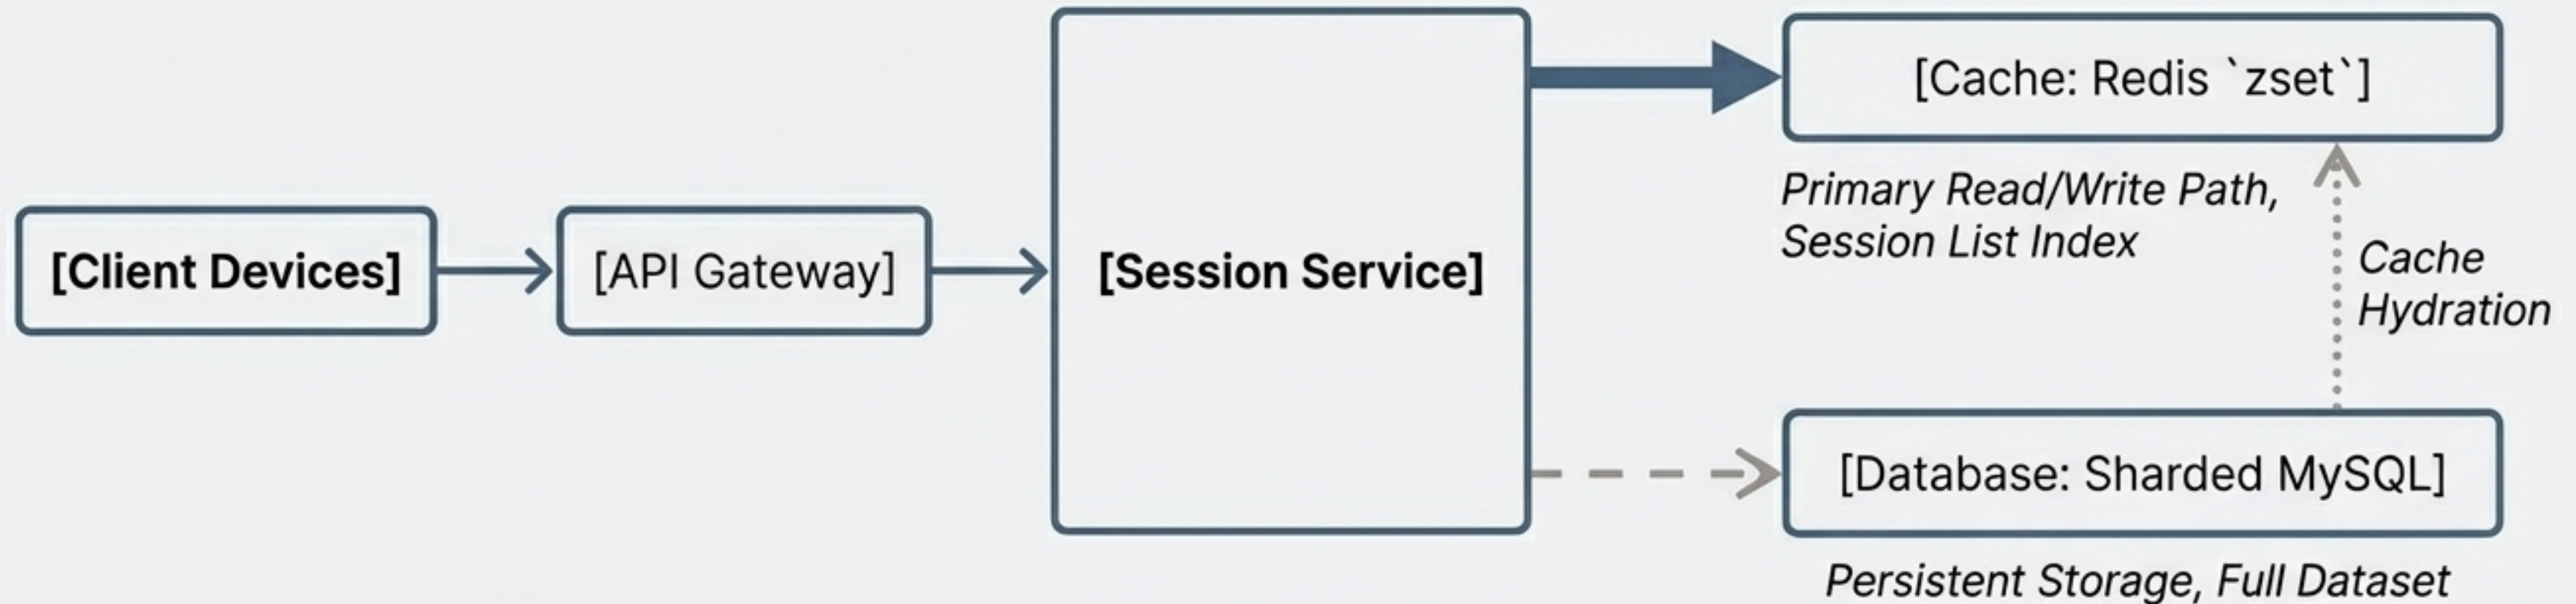 [Client Devices]
[API Gateway]
[Session Service]
[Cache: Redis `zset`]
Primary Read/Write Path,
Session List Index
Cache
Hydration
[Database: Sharded MySQL]
Persistent Storage, Full Dataset